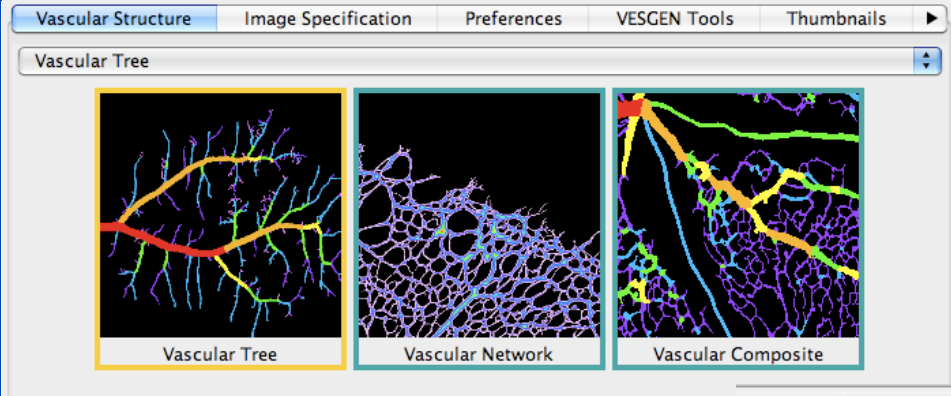 Vascular Structure Image Specification Preferences VESGEN Tools Thumbnails
Vascular Tree
Vascular Tree Vascular Network Vascular Composite